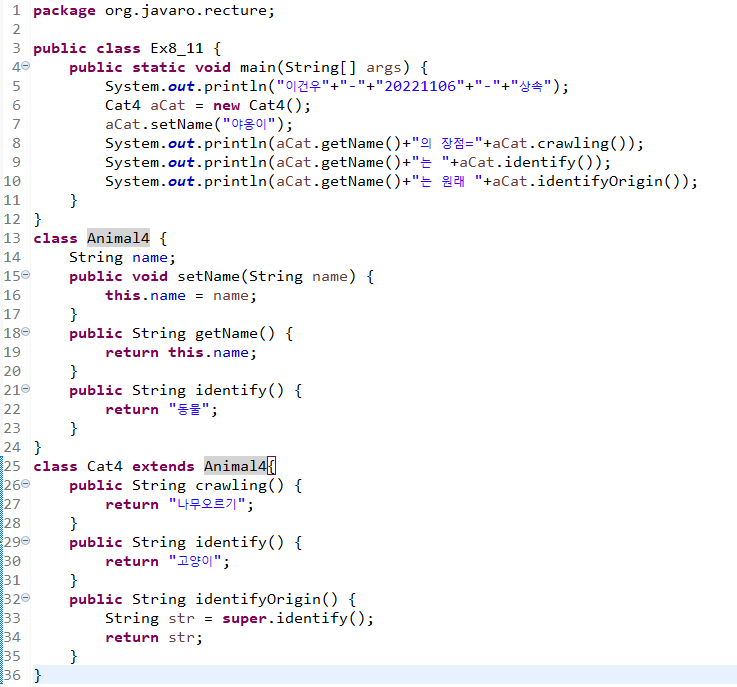 1 package org.javaro.recture;
2
3 public class Ex8_11 {
4     public static void main(String[] args) {
5         System.out.println("이건우"+"-"+"20221106"+"-"+"상속");
6         Cat4 aCat = new Cat4();
7         aCat.setName("야옹이");
8         System.out.println(aCat.getName()+"의 장점="+aCat.crawling());
9         System.out.println(aCat.getName()+"는 "+aCat.identify());
10         System.out.println(aCat.getName()+"는 원래 "+aCat.identifyOrigin());
11     }
12 }
13 class Animal4 {
14     String name;
15     public void setName(String name) {
16         this.name = name;
17     }
18     public String getName() {
19         return this.name;
20     }
21     public String identify() {
22         return "동물";
23     }
24 }
25 class Cat4 extends Animal4{
26     public String crawling() {
27         return "나무오르기";
28     }
29     public String identify() {
30         return "고양이";
31     }
32     public String identifyOrigin() {
33         String str = super.identify();
34         return str;
35     }
36 }